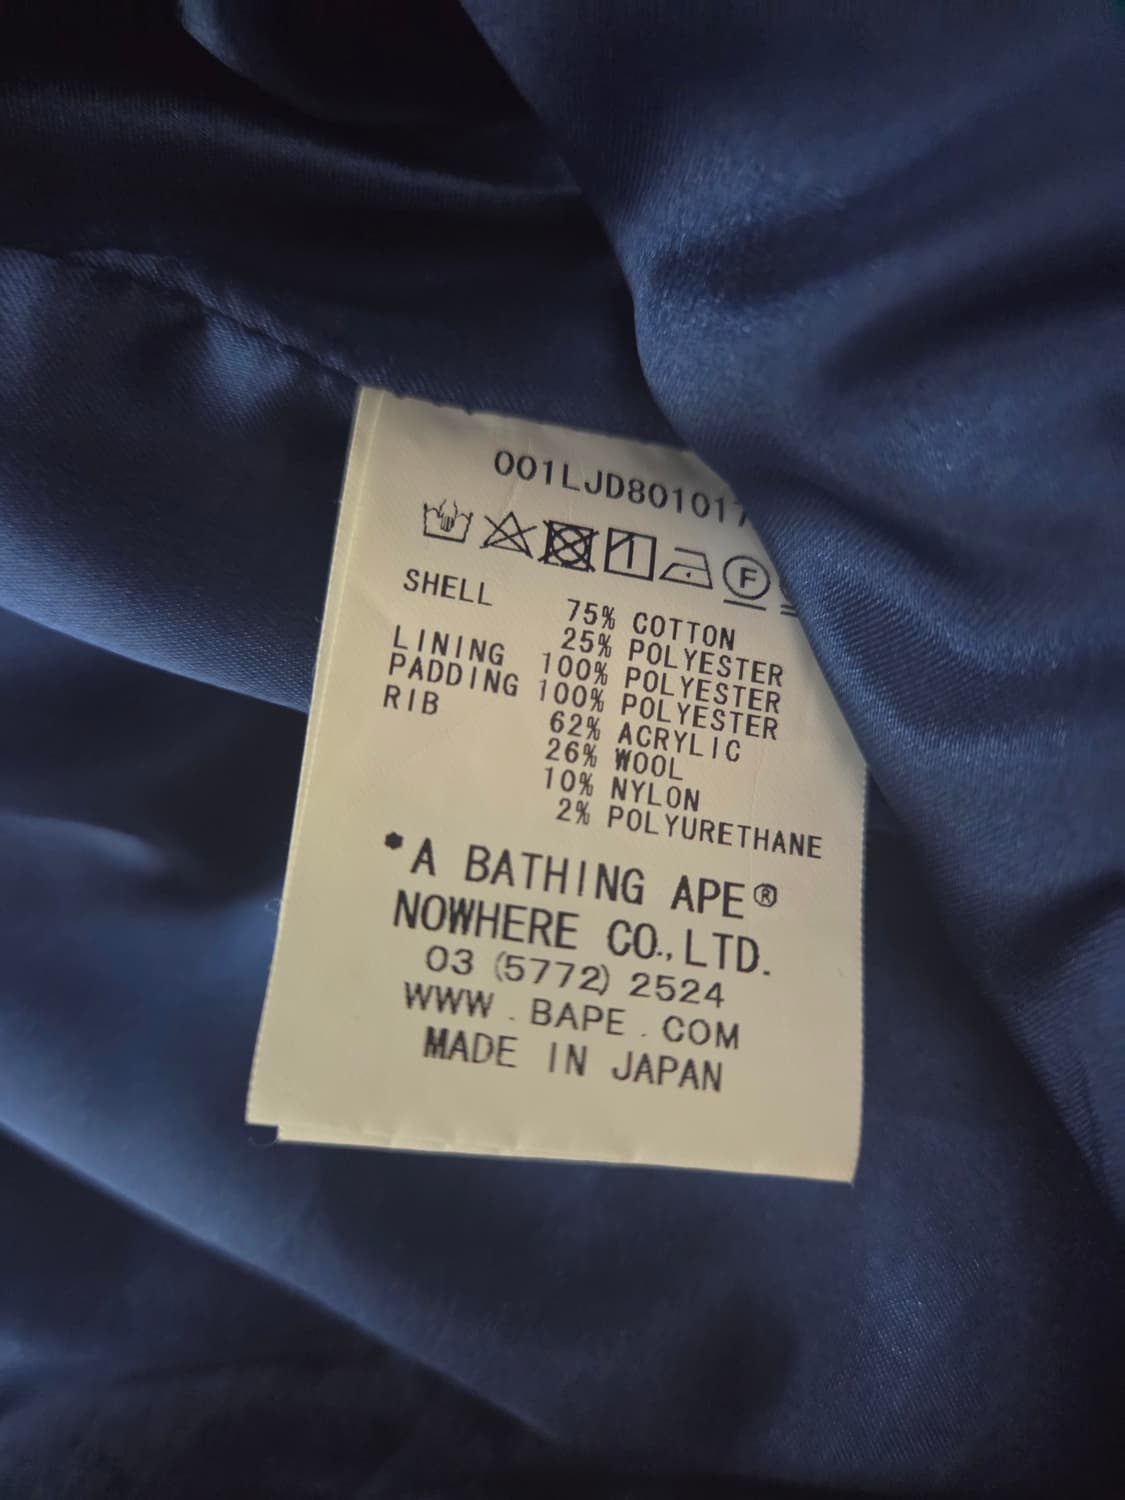 001LJD801017
F
SHELL 75% COTTON
25% POLYESTER
LINING 100% POLYESTER
PADDING 100% POLYESTER
RIB 62% ACRYLIC
26% WOOL
10% NYLON
2% POLYURETHANE
*A BATHING APE®
NOWHERE CO.,LTD.
03 (5772) 2524
WWW.BAPE.COM
MADE IN JAPAN